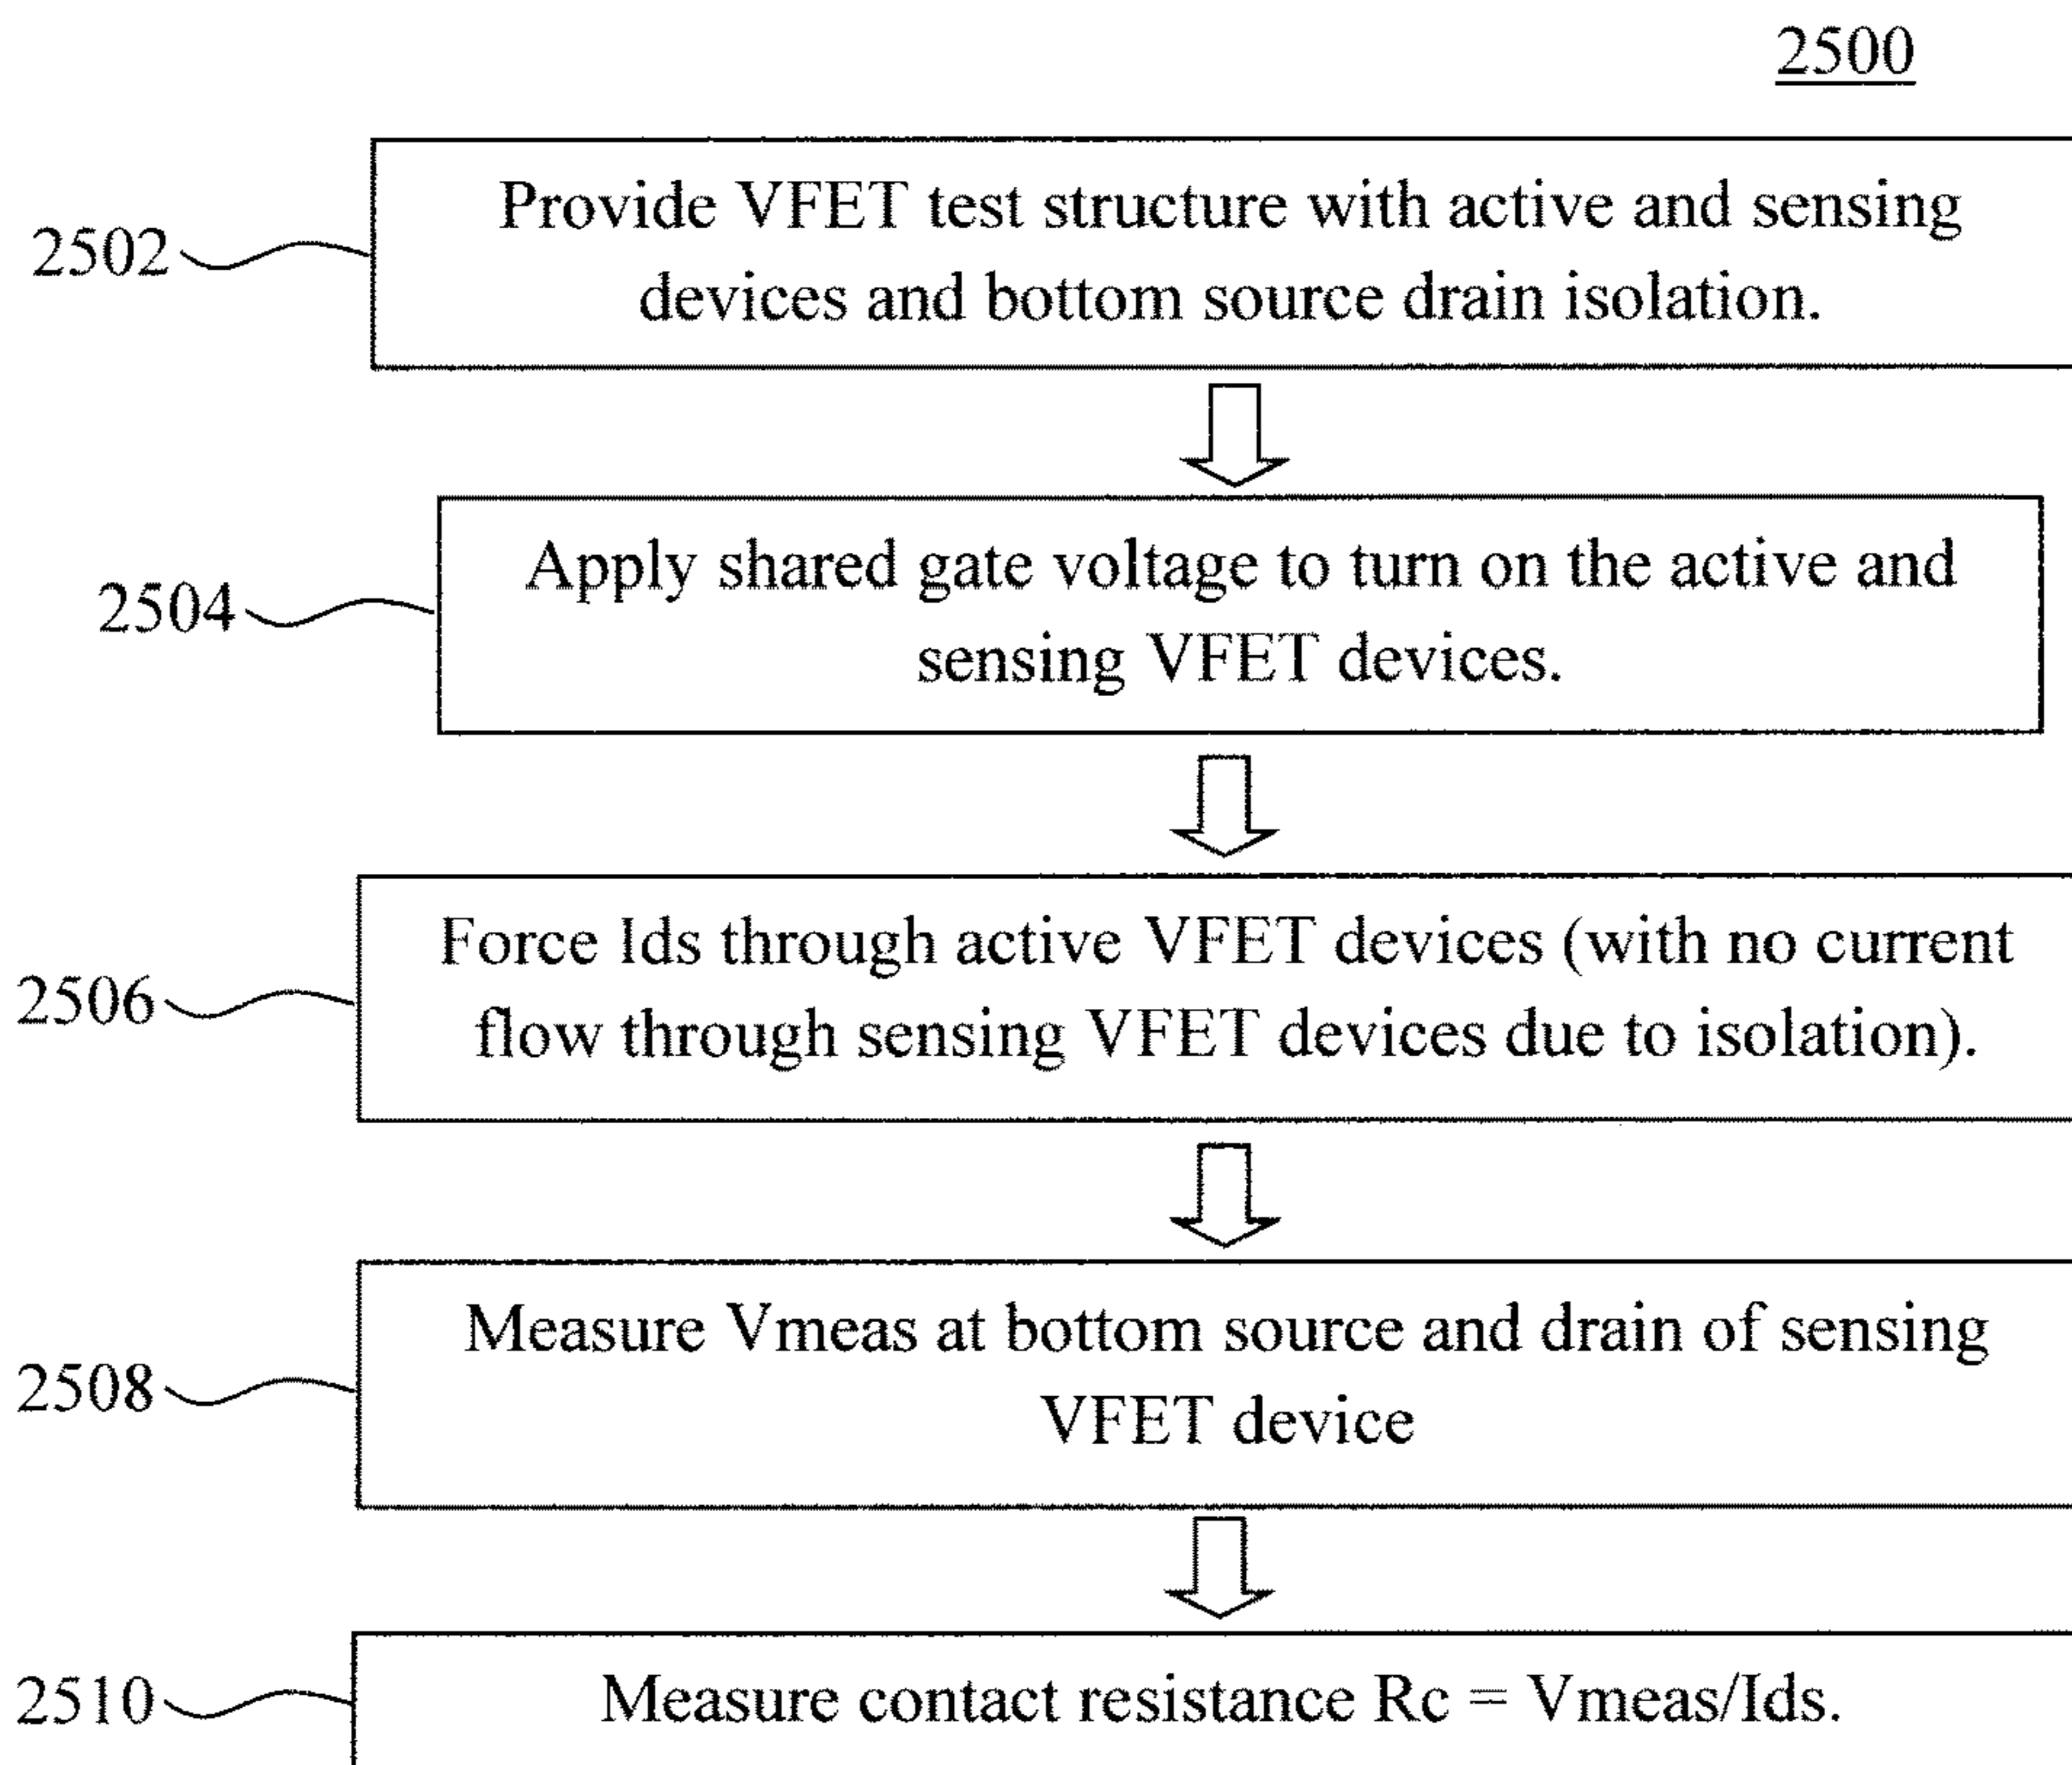 2500
2502
Provide VFET test structure with active and sensing
devices and bottom source drain isolation.
2504
Apply shared gate voltage to turn on the active and
sensing VFET devices.
2506
Force Ids through active VFET devices (with no current
flow through sensing VFET devices due to isolation).
2508
Measure Vmeas at bottom source and drain of sensing
VFET device
2510
Measure contact resistance Rc = Vmeas/Ids.